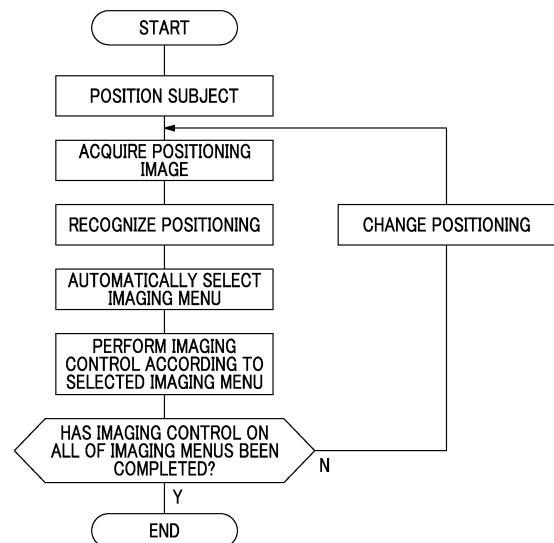 START
POSITION SUBJECT
ACQUIRE POSITIONING
IMAGE
RECOGNIZE POSITIONING
CHANGE POSITIONING
AUTOMATICALLY SELECT
IMAGING MENU
PERFORM IMAGING
CONTROL ACCORDING TO
SELECTED IMAGING MENU
HAS IMAGING CONTROL ON
ALL OF IMAGING MENUS BEEN
COMPLETED?
N
Y
END